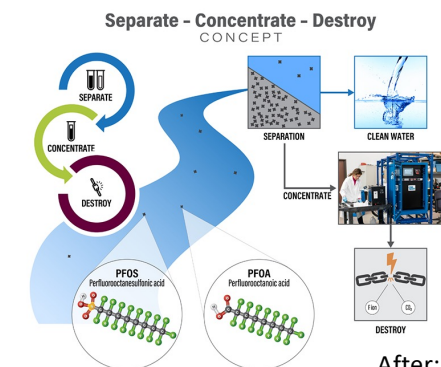 Separate - Concentrate - Destroy
CONCEPT
SEPARATE
CONCENTRATE
DESTROY
SEPARATION
CLEAN WATER
CONCENTRATE
DESTROY
PFOS
Perfluorooctanesulfonic acid
PFOA
Perfluorooctanoic acid
CO₂
After: